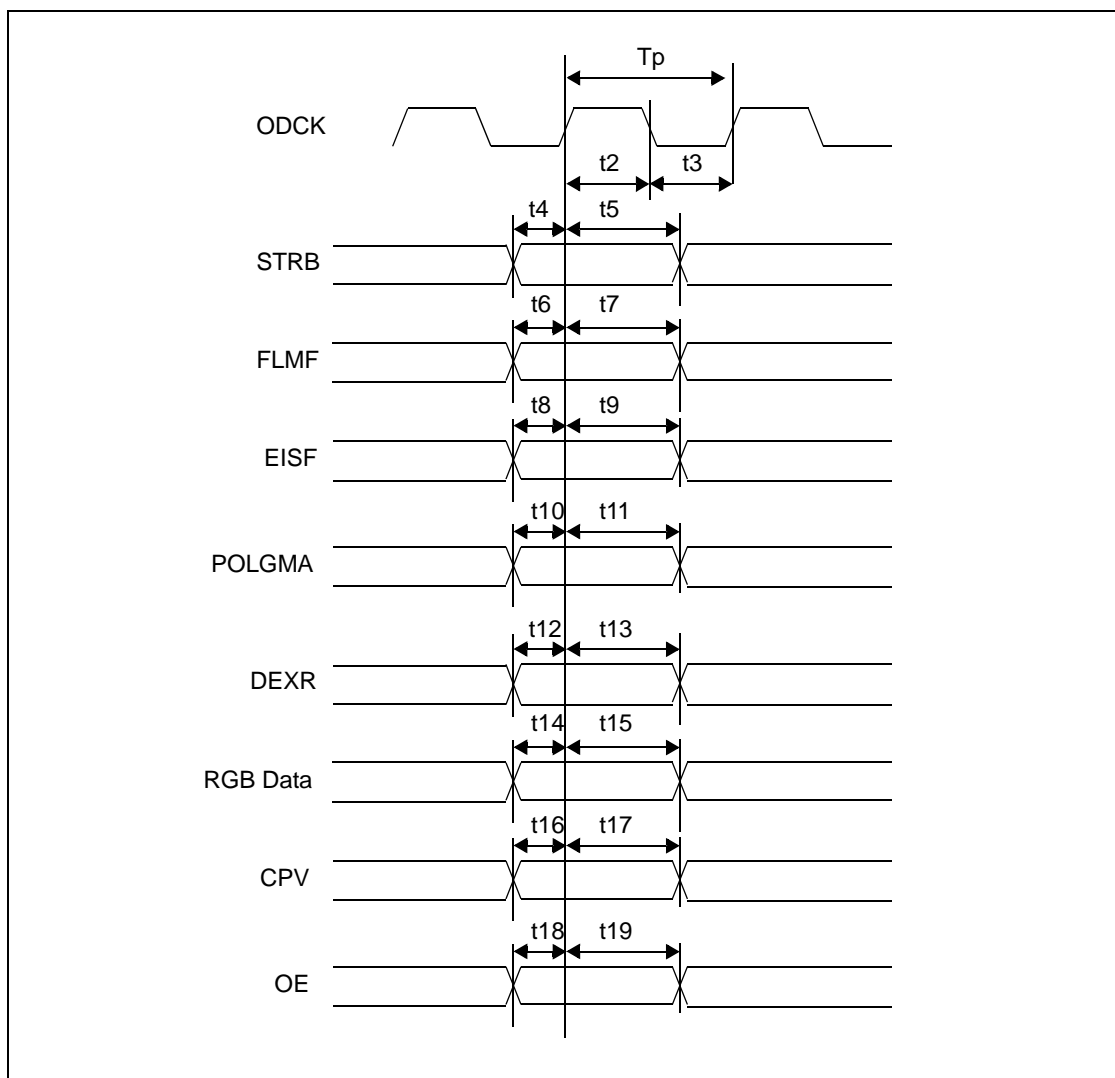 Tp
ODCK
t2 t3
t4 t5
STRB
t6 t7
FLMF
t8 t9
EISF
t10 t11
POLGMA
t12 t13
DEXR
t14 t15
RGB Data
t16 t17
CPV
t18 t19
OE